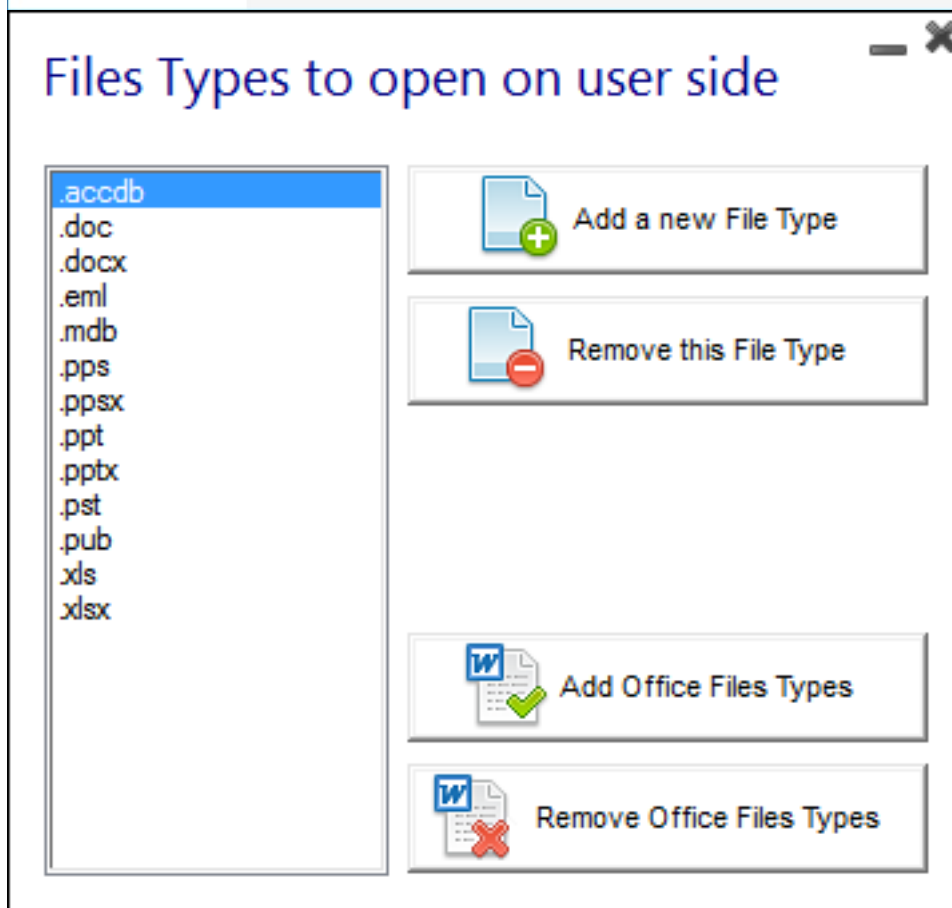 Files Types to open on user side
.accdb
.doc
.docx
.eml
.mdb
.pps
.ppsx
.ppt
.pptx
.pst
.pub
.xls
.xlsx
Add a new File Type
Remove this File Type
W
Add Office Files Types
W
Remove Office Files Types